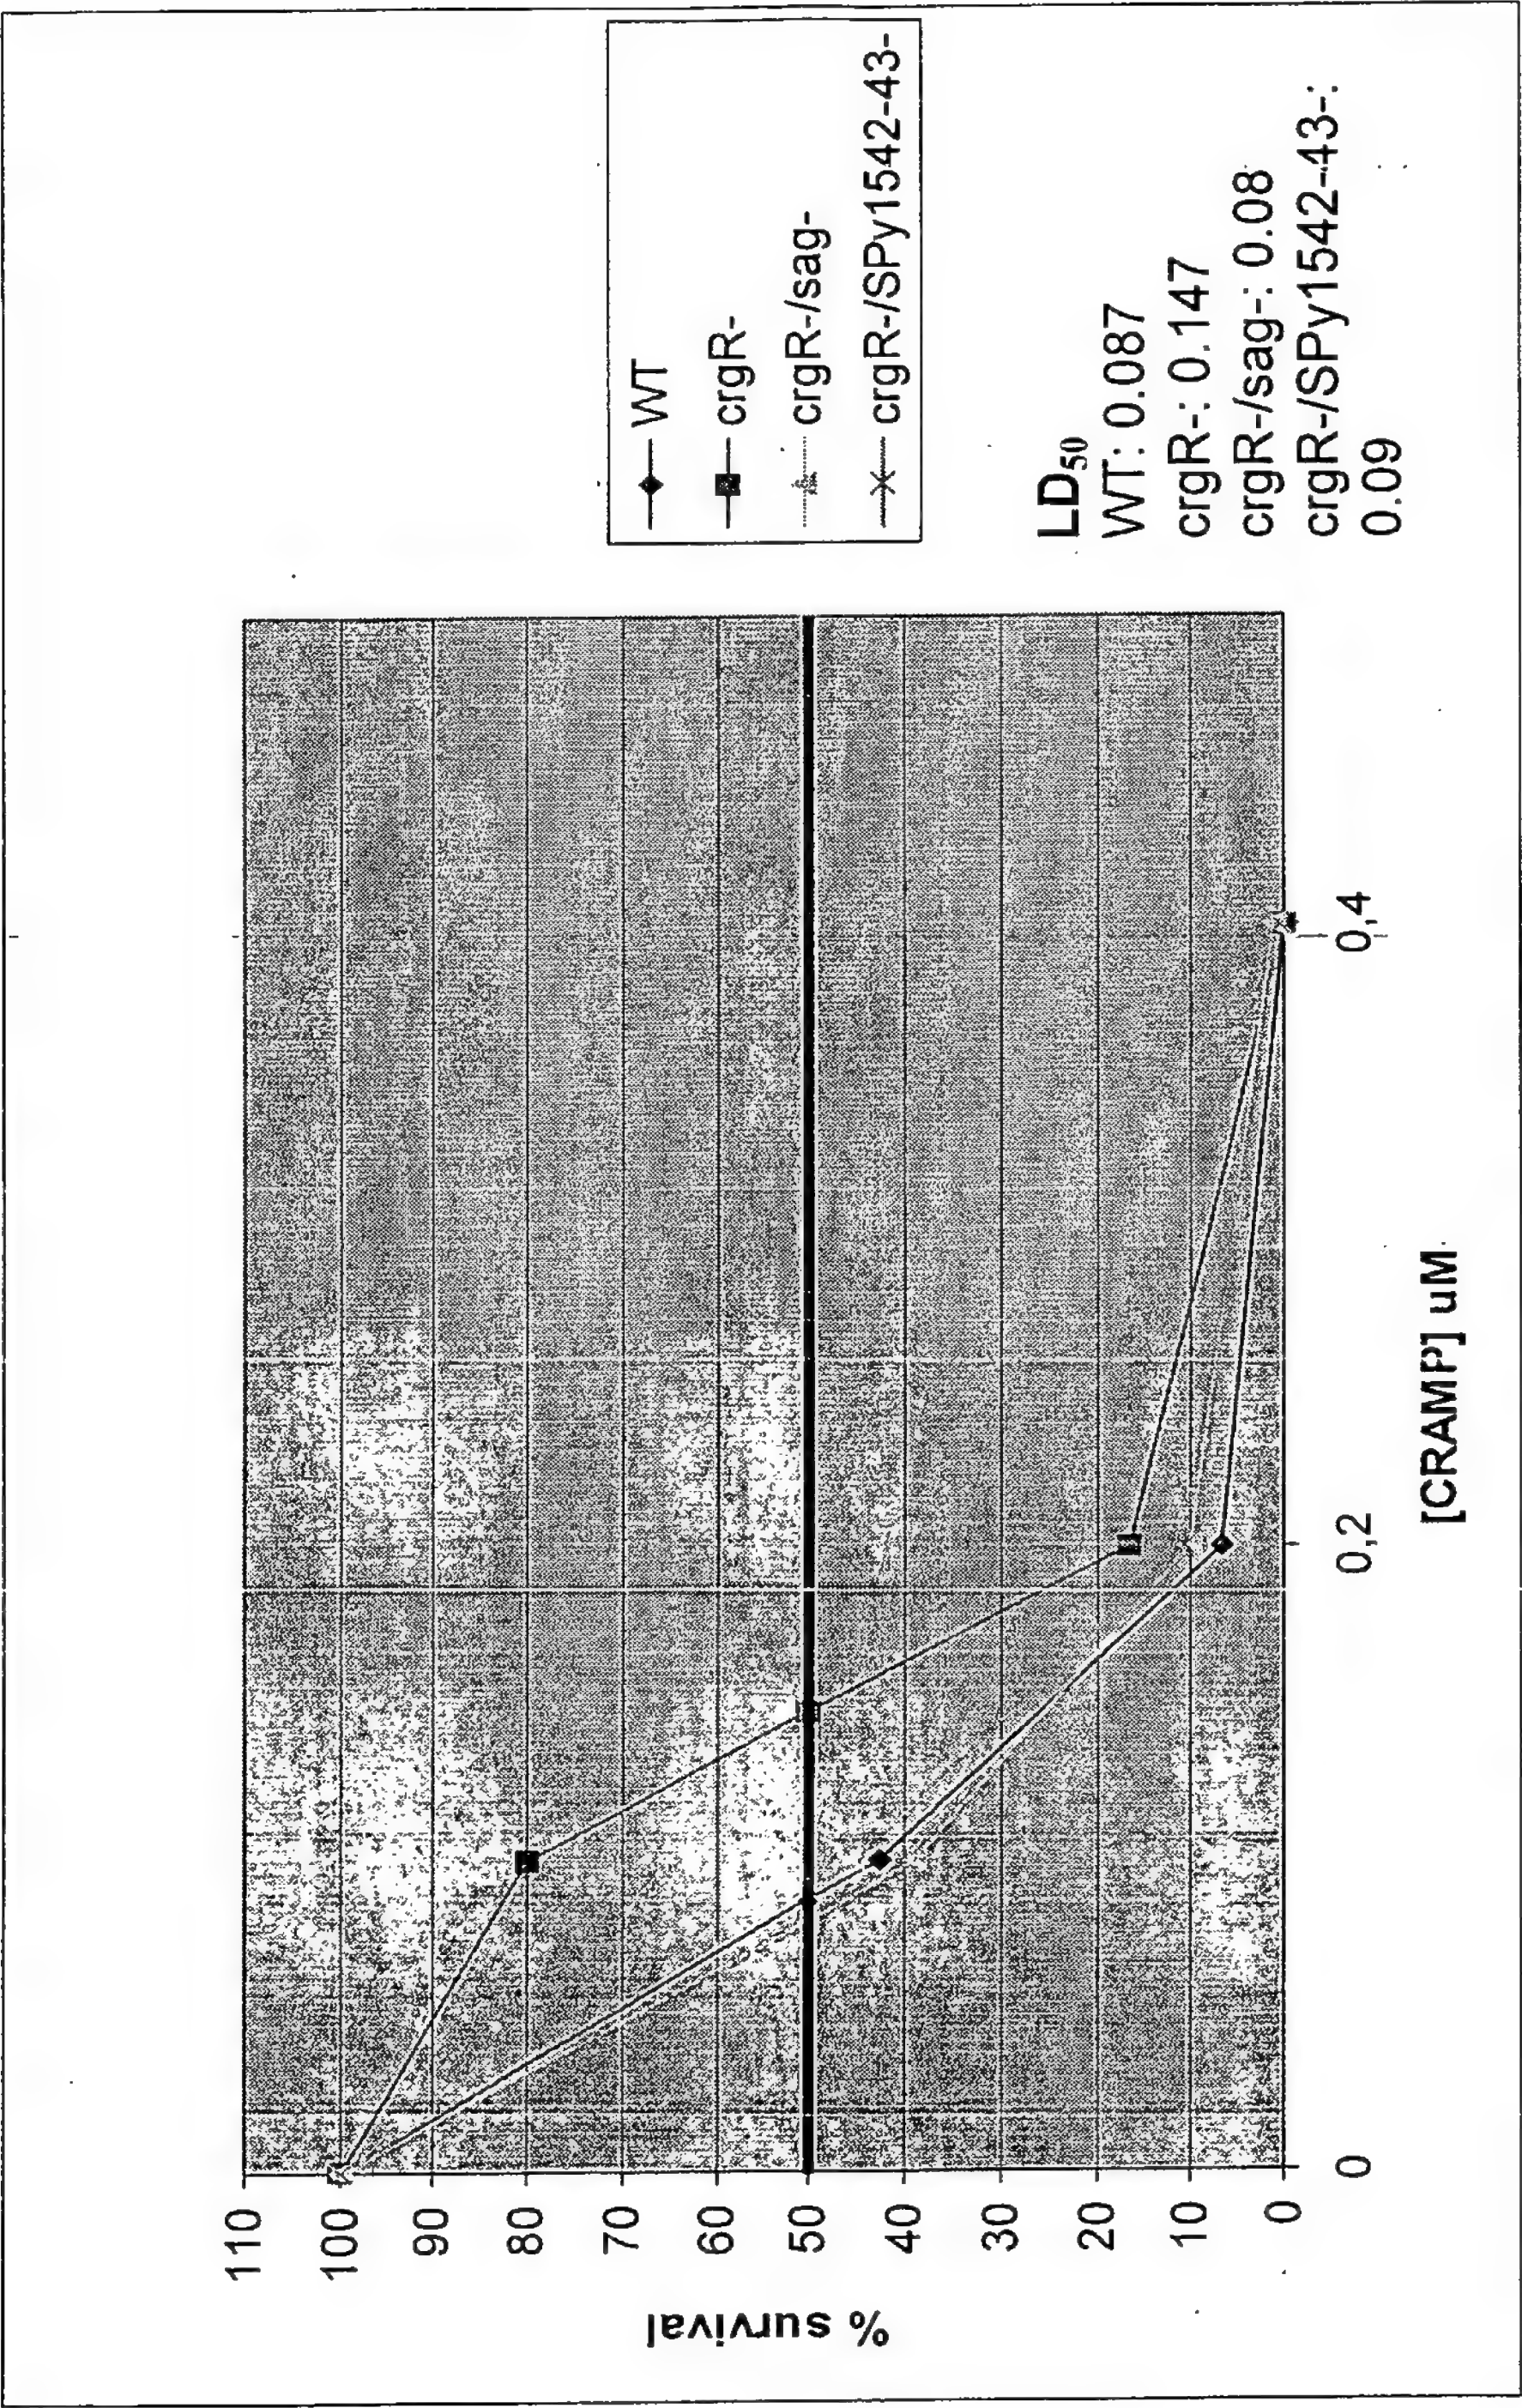 % survival
110
100
90
80
70
60
50
40
30
20
10
0
0
0,2
0,4
[CRAMP] uM
WT
crgR-
crgR-/sag-
crgR-/SPy1542-43-
LD50
WT: 0.087
crgR-: 0.147
crgR-/sag-: 0.08
crgR-/SPy1542-43-:
0.09